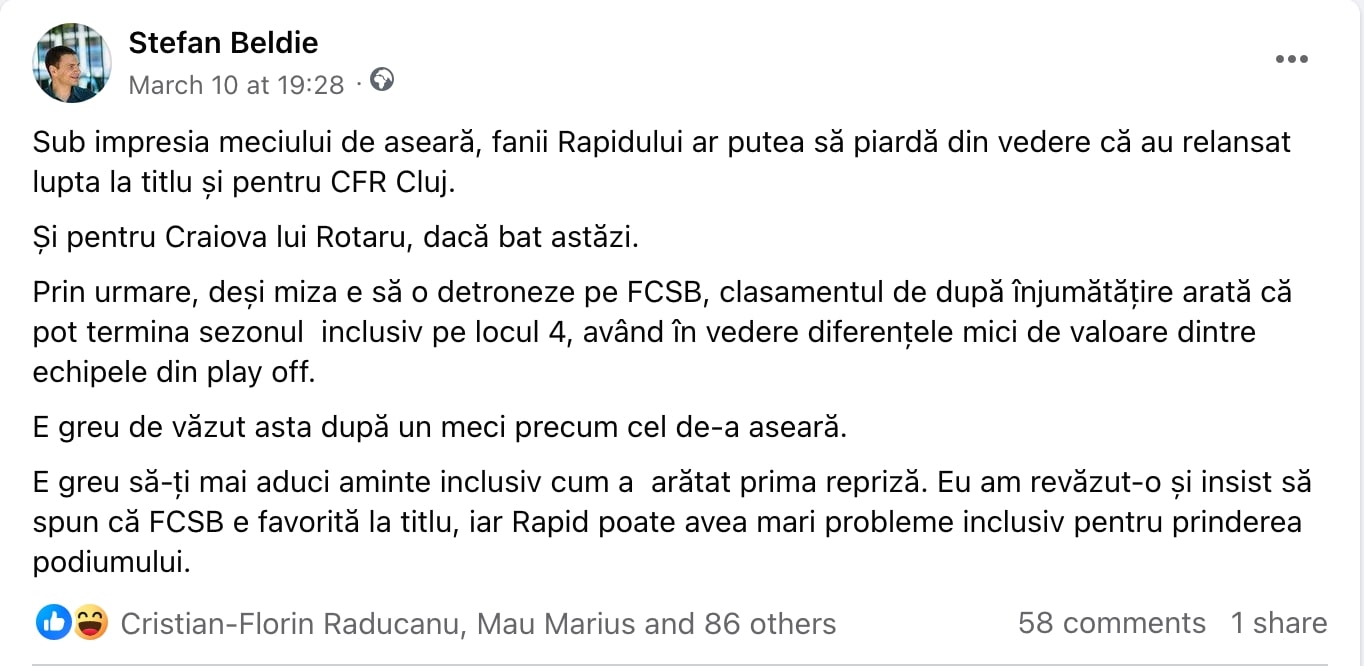 Stefan Beldie
March 10 at 19:28 ·
Sub impresia meciului de aseară, fanii Rapidului ar putea să piardă din vedere că au relansat
lupta la titlu și pentru CFR Cluj.
Și pentru Craiova lui Rotaru, dacă bat astăzi.
Prin urmare, deși miza e să o detroneze pe FCSB, clasamentul de după înjumătățire arată că
pot termina sezonul  inclusiv pe locul 4, având în vedere diferențele mici de valoare dintre
echipele din play off.
E greu de văzut asta după un meci precum cel de-a aseară.
E greu să-ți mai aduci aminte inclusiv cum a  arătat prima repriză. Eu am revăzut-o și insist să
spun că FCSB e favorită la titlu, iar Rapid poate avea mari probleme inclusiv pentru prinderea
podiumului.
Cristian-Florin Raducanu, Mau Marius and 86 others 58 comments 1 share